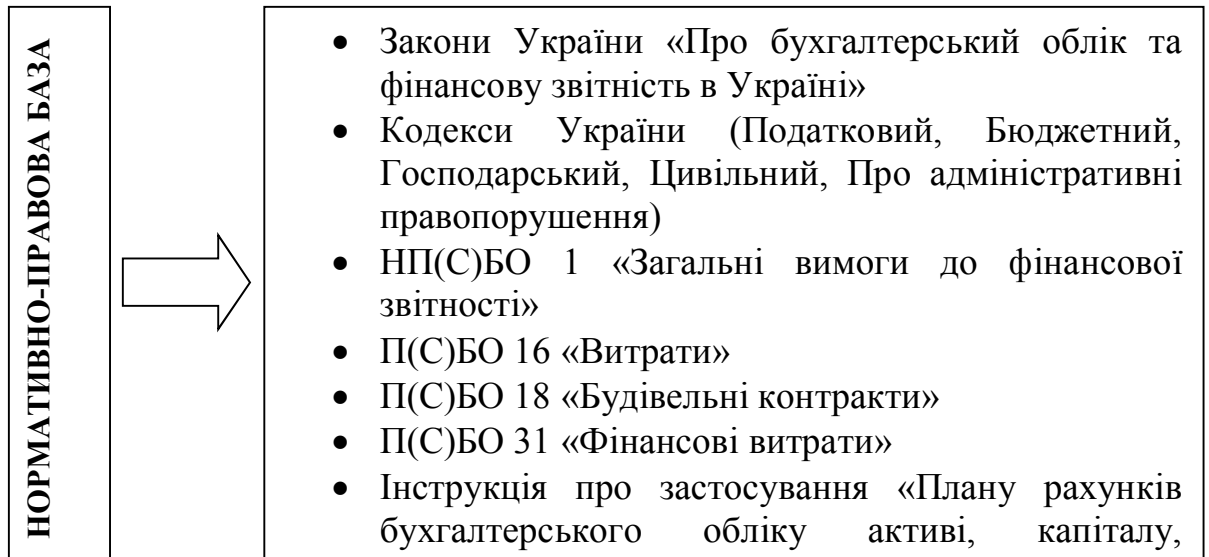 НОРМАТИВНО-ПРАВОВА БАЗА
• Закони України «Про бухгалтерський облік та
фінансову звітність в Україні»
• Кодекси України (Податковий, Бюджетний,
Господарський, Цивільний, Про адміністративні
правопорушення)
• НП(С)БО 1 «Загальні вимоги до фінансової
звітності»
• П(С)БО 16 «Витрати»
• П(С)БО 18 «Будівельні контракти»
• П(С)БО 31 «Фінансові витрати»
• Інструкція про застосування «Плану рахунків
бухгалтерського обліку активі, капіталу,